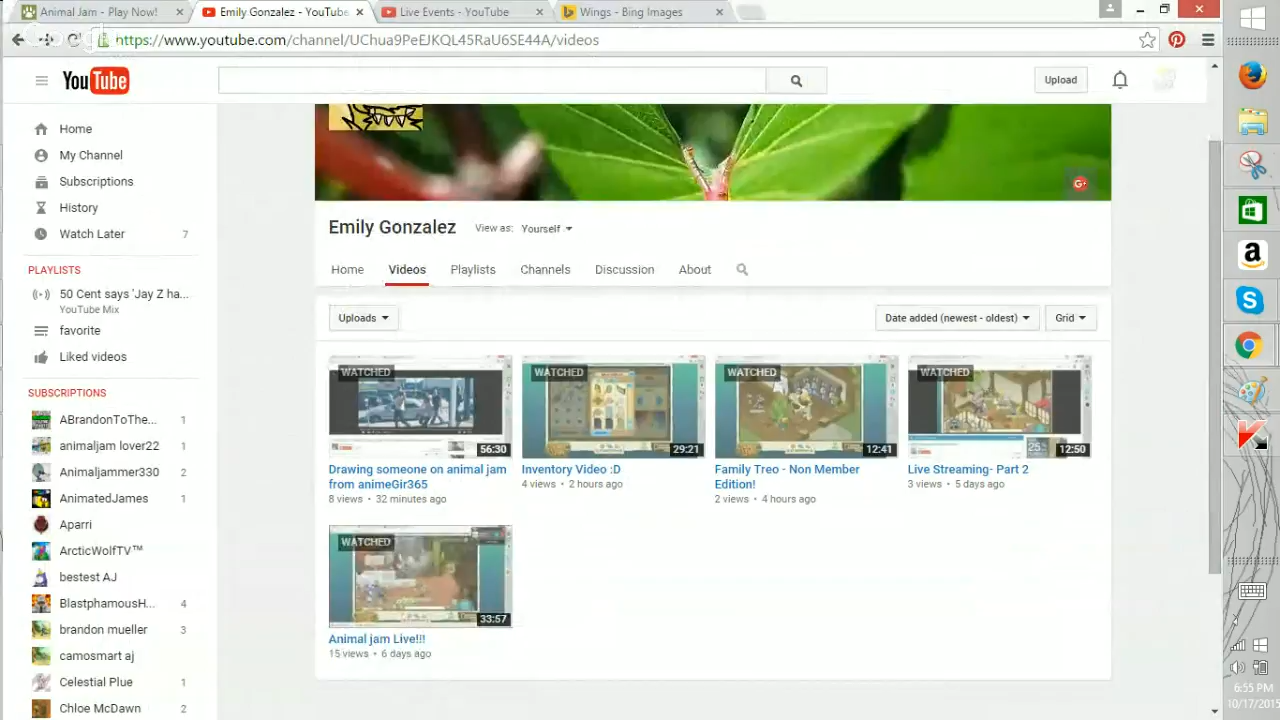 Animal Jam - Play Now!
Emily Gonzalez - YouTube
Live Events - YouTube
Wings - Bing Images
https://www.youtube.com/channel/UChua9PeEJKQL45RaU6SE44A/videos
YouTube
Upload
Home
My Channel
Subscriptions
History
Watch Later 7
PLAYLISTS
50 Cent says 'Jay Z ha...
YouTube Mix
favorite
Liked videos
SUBSCRIPTIONS
ABrandonToThe... 1
animaljam lover22 1
Animaljammer330 2
AnimatedJames 1
Aparri
ArcticWolfTV™
bestest AJ
BlastphamousH... 4
brandon mueller 3
camosmart aj
Celestial Plue 1
Chloe McDawn 2
Emily Gonzalez View as: Yourself
Home Videos Playlists Channels Discussion About
Uploads Date added (newest - oldest) Grid
WATCHED
56:30
Drawing someone on animal jam
from animeGir365
8 views • 32 minutes ago
WATCHED
29:21
Inventory Video :D
4 views • 2 hours ago
WATCHED
12:41
Family Treo - Non Member
Edition!
2 views • 4 hours ago
WATCHED
25
12:50
Live Streaming- Part 2
3 views • 5 days ago
WATCHED
33:57
Animal jam Live!!!
15 views • 6 days ago
6:55 PM